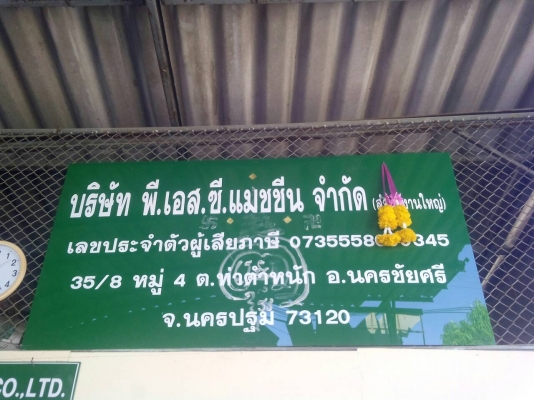 บริษัท พี.เอส.ซี.แมชชีน จำกัด
เลขประจำตัวผู้เสียภาษี
35/8 หมู่ 4 ต.ท่าตำหนัก อ.นครชัยศรี
จ.นครปฐม 73120
CO.,LTD.